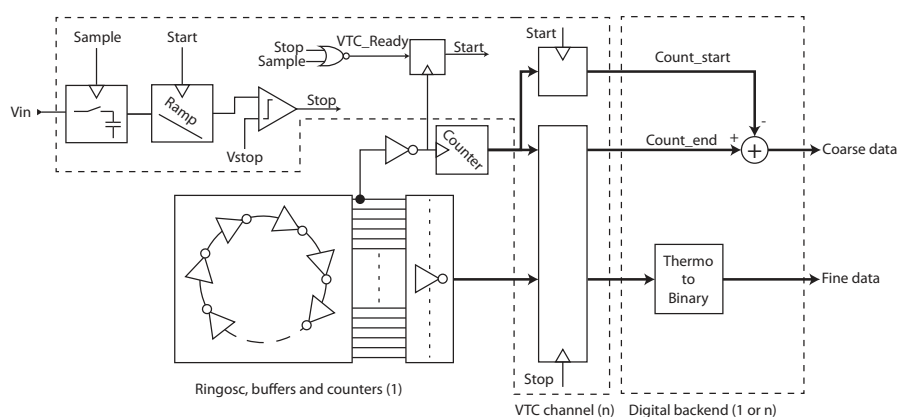 Sample
Start
Stop
Sample
VTC_Ready
Start
Start
Count_start
-
Vin
Ramp
Stop
Vstop
Counter
Count_end
+
+
Coarse data
Thermo
to
Binary
Fine data
Stop
Ringosc, buffers and counters (1)
VTC channel (n)
Digital backend (1 or n)